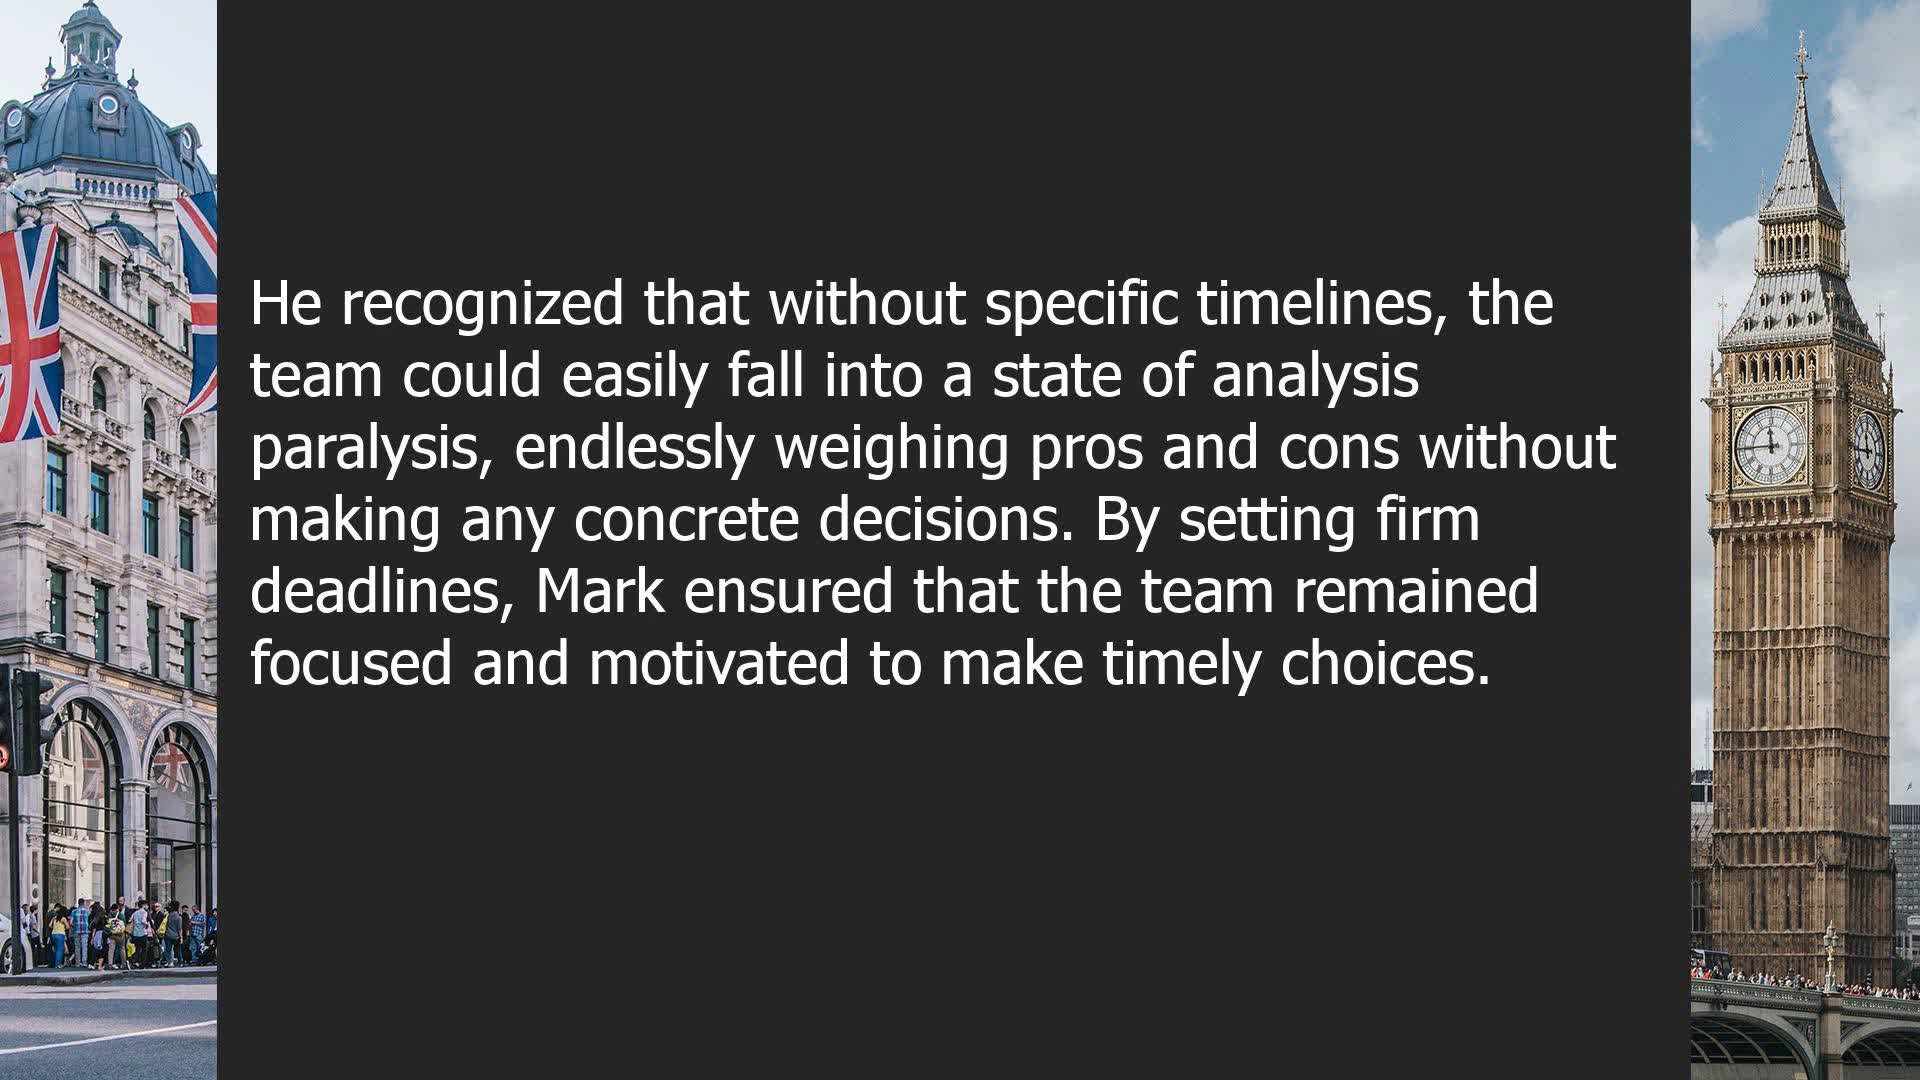 He recognized that without specific timelines, the
team could easily fall into a state of analysis
paralysis, endlessly weighing pros and cons without
making any concrete decisions. By setting firm
deadlines, Mark ensured that the team remained
focused and motivated to make timely choices.